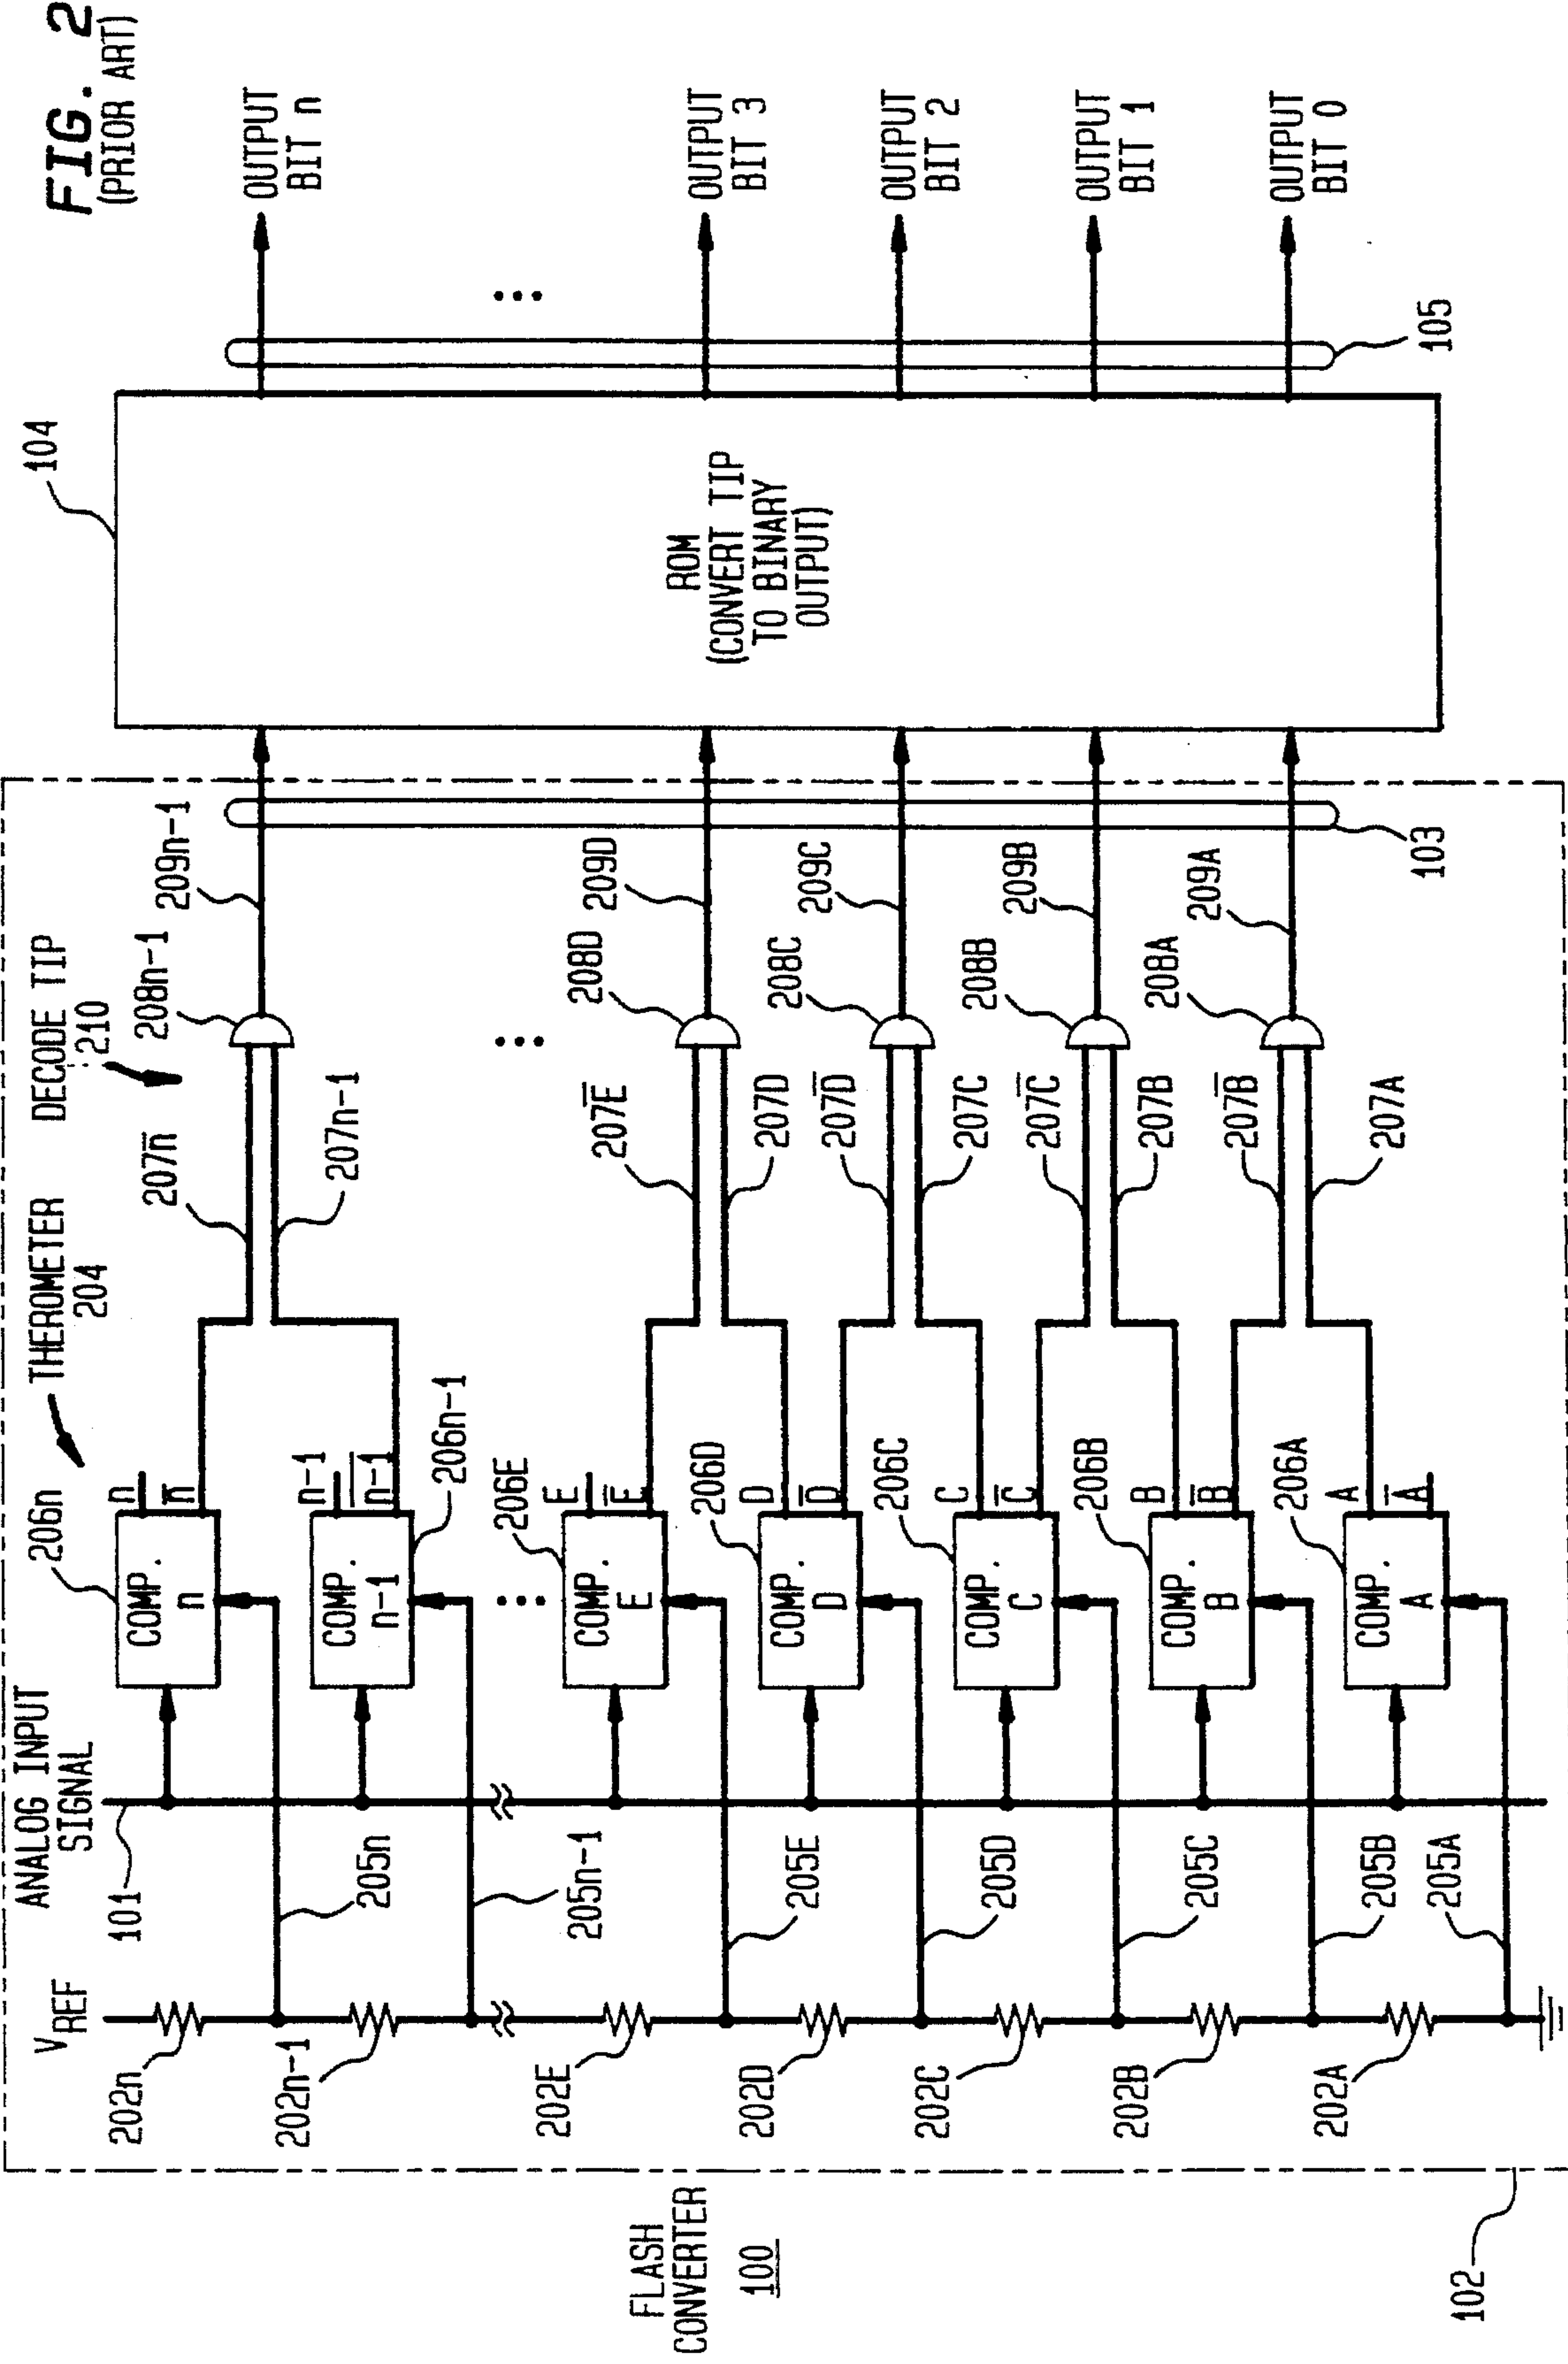 FIG. 2
(PRIOR ART)
FLASH
CONVERTER
100
102
V REF
ANALOG INPUT
SIGNAL
101
THEROMETER
204
DECODE TIP
210
104
202n
202n-1
202E
202D
202C
202B
202A
205n
205n-1
205E
205D
205C
205B
205A
206n
206n-1
206E
206D
206C
206B
206A
COMP.
n
COMP.
n-1
COMP.
E
COMP.
D
COMP.
C
COMP.
B
COMP.
A
n
n̅
n-1
n̅-̅1̅
E
E̅
D
D̅
C
C̅
B
B̅
A
A̅
207n̅
207n-1
207E̅
207D
207D̅
207C
207C̅
207B
207B̅
207A
208n-1
208D
208C
208B
208A
209n-1
209D
209C
209B
209A
103
ROM
(CONVERT TIP
TO BINARY
OUTPUT)
105
OUTPUT
BIT n
OUTPUT
BIT 3
OUTPUT
BIT 2
OUTPUT
BIT 1
OUTPUT
BIT 0